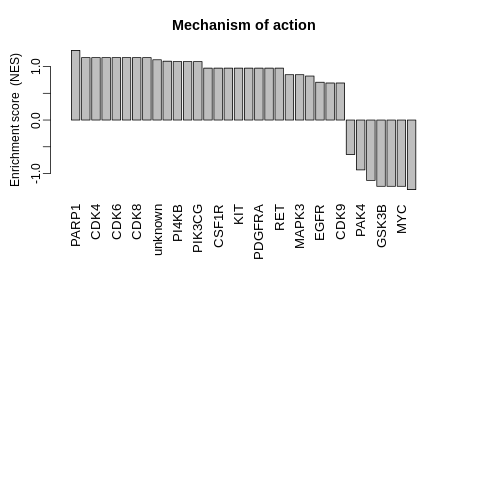 Mechanism of action
Enrichment score (NES)
1.0
0.0
-1.0
PARP1
CDK4
CDK6
CDK8
unknown
PI4KB
PIK3CG
CSF1R
KIT
PDGFRA
RET
MAPK3
EGFR
CDK9
PAK4
GSK3B
MYC